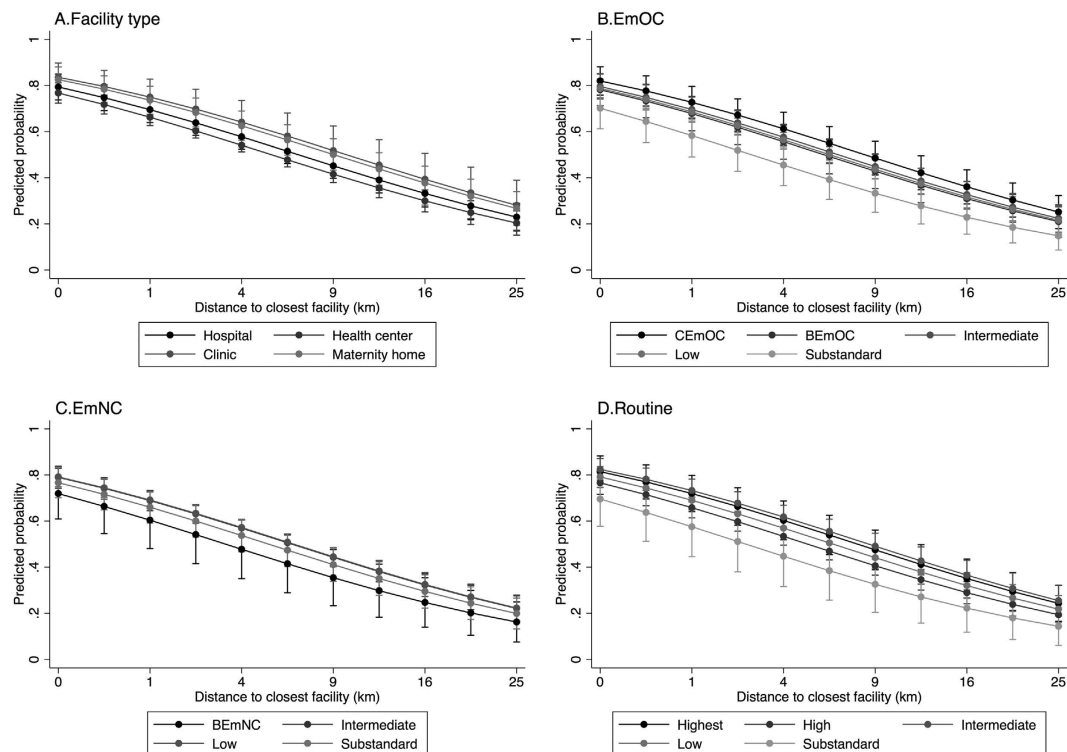 A.Facility type
Predicted probability
1
.8
.6
.4
.2
0
0 1 4 9 16 25
Distance to closest facility (km)
Hospital Health center
Clinic Maternity home
B.EmOC
Predicted probability
1
.8
.6
.4
.2
0
0 1 4 9 16 25
Distance to closest facility (km)
CEmOC BEmOC Intermediate
Low Substandard
C.EmNC
Predicted probability
1
.8
.6
.4
.2
0
0 1 4 9 16 25
Distance to closest facility (km)
BEmNC Intermediate
Low Substandard
D.Routine
Predicted probability
1
.8
.6
.4
.2
0
0 1 4 9 16 25
Distance to closest facility (km)
Highest High Intermediate
Low Substandard